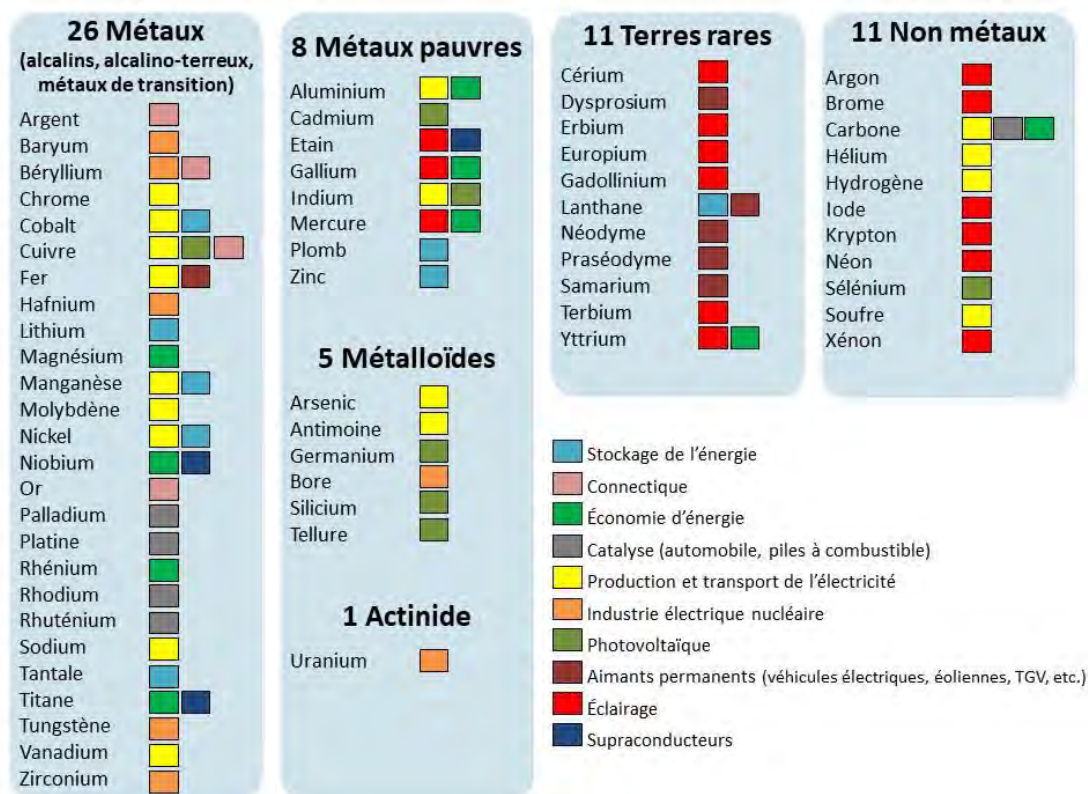 26 Métaux
(alcalins, alcalino-terreux,
métaux de transition)
Argent
Baryum
Béryllium
Chrome
Cobalt
Cuivre
Fer
Hafnium
Lithium
Magnésium
Manganèse
Molybdène
Nickel
Niobium
Or
Palladium
Platine
Rhénium
Rhodium
Rhuténium
Sodium
Tantale
Titane
Tungstène
Vanadium
Zirconium
8 Métaux pauvres
Aluminium
Cadmium
Etain
Gallium
Indium
Mercure
Plomb
Zinc
5 Métalloïdes
Arsenic
Antimoine
Germanium
Bore
Silicium
Tellure
1 Actinide
Uranium
11 Terres rares
Cérium
Dysprosium
Erbium
Europium
Gadollinium
Lanthane
Néodyme
Praséodyme
Samarium
Terbium
Yttrium
11 Non métaux
Argon
Brome
Carbone
Hélium
Hydrogène
Iode
Krypton
Néon
Sélénium
Soufre
Xénon
Stockage de l'énergie
Connectique
Économie d'énergie
Catalyse (automobile, piles à combustible)
Production et transport de l'électricité
Industrie électrique nucléaire
Photovoltaïque
Aimants permanents (véhicules électriques, éoliennes, TGV, etc.)
Éclairage
Supraconducteurs